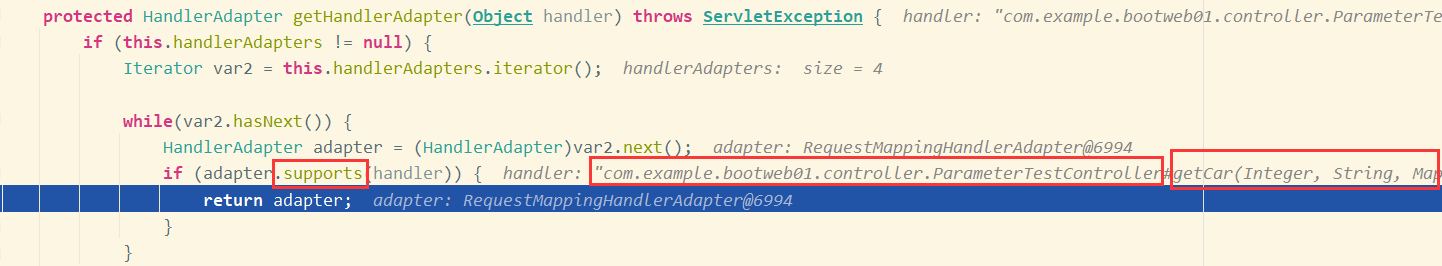 protected HandlerAdapter getHandlerAdapter(Object handler) throws ServletException {  handler: "com.example.bootweb01.controller.ParameterTe
if (this.handlerAdapters != null) {
Iterator var2 = this.handlerAdapters.iterator();  handlerAdapters:  size = 4
while(var2.hasNext()) {
HandlerAdapter adapter = (HandlerAdapter)var2.next();  adapter: RequestMappingHandlerAdapter@6994
if (adapter.supports(handler)) {  handler: "com.example.bootweb01.controller.ParameterTestController#getCar(Integer, String, Map
return adapter;  adapter: RequestMappingHandlerAdapter@6994
}
}